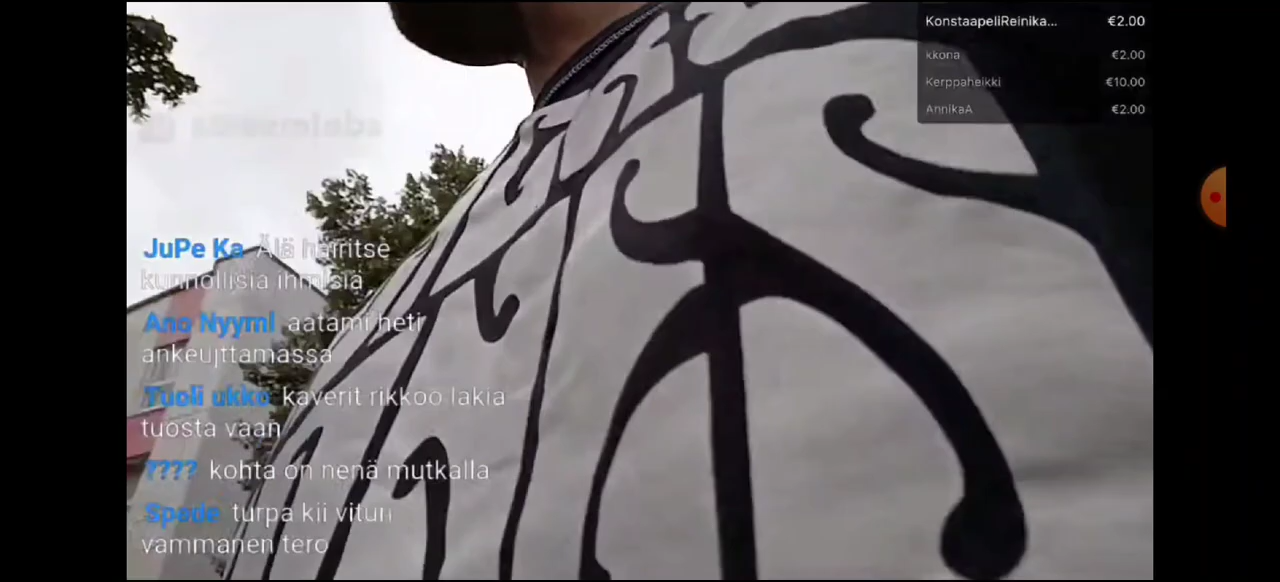 KonstaapeliReinika... €2.00
kkona €2.00
Kerppaheikki €10.00
AnnikaA €2.00
JuPe Ka Älä häiritse
kunnollisia ihmisiä
Ano Nyymi aatami heti
ankeujttamassa
Tuoli ukko kaverit rikkoo lakia
tuosta vaan
???? kohta on nenä mutkalla
Spade turpa kii vitun
vammanen tero